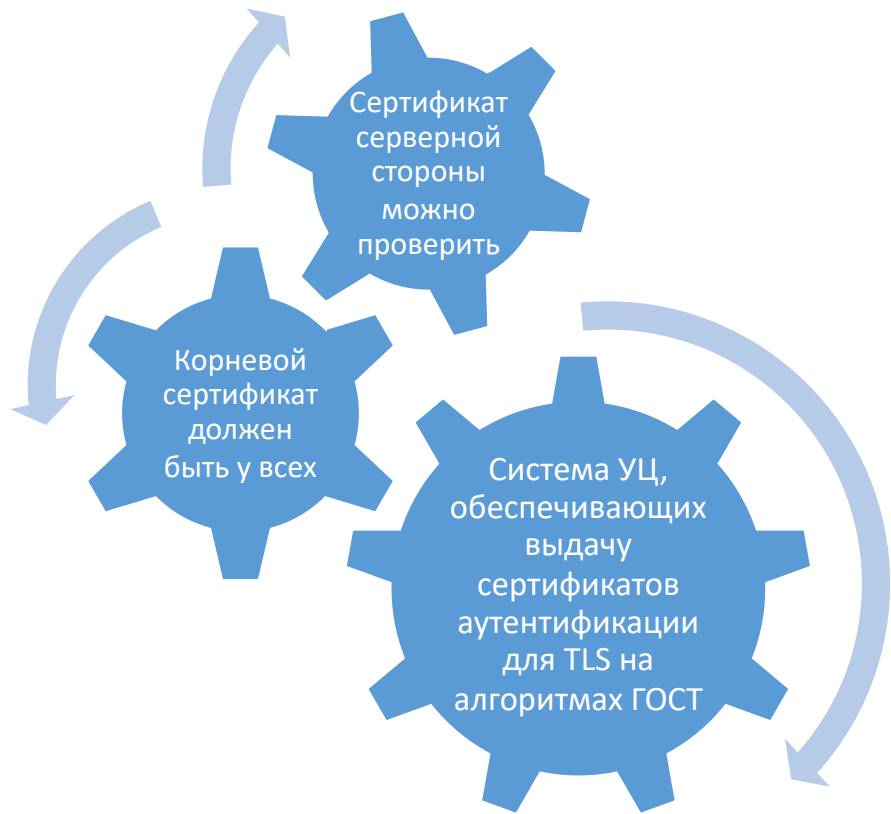 Сертификат
серверной
стороны
можно
проверить
Корневой
сертификат
должен
быть у всех
Система УЦ,
обеспечивающих
выдачу
сертификатов
аутентификации
для TLS на
алгоритмах ГОСТ